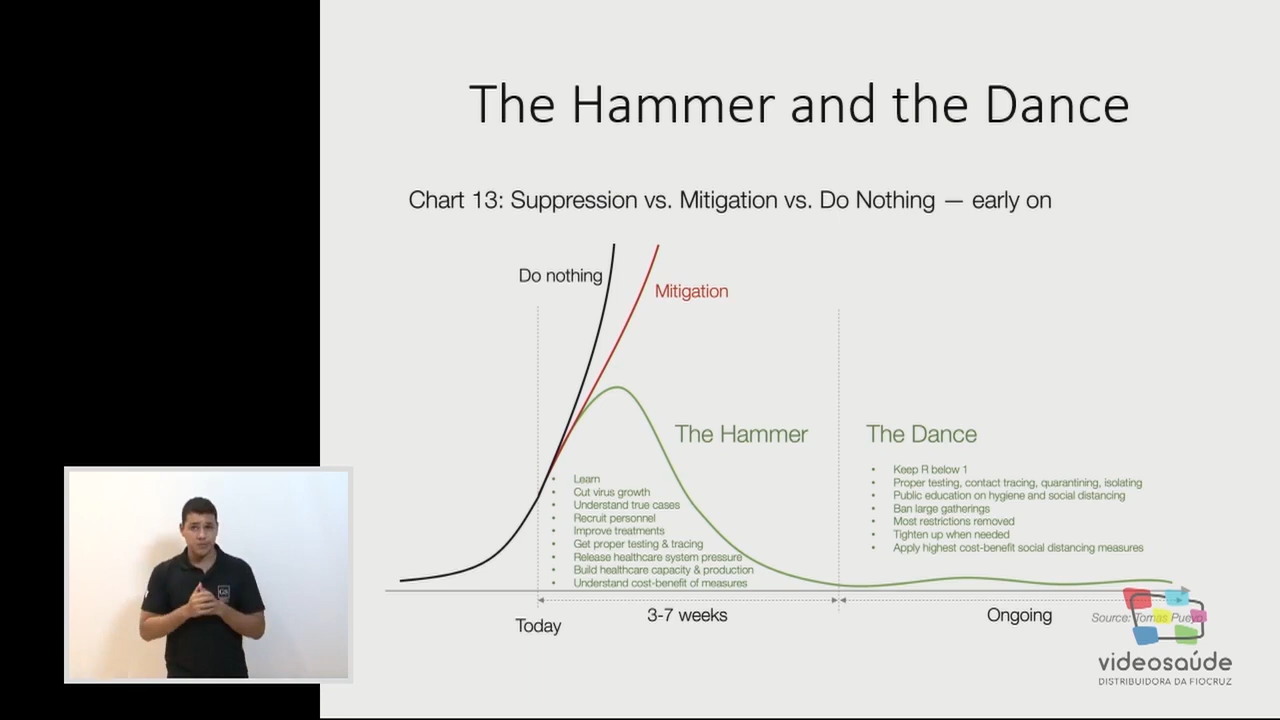 The Hammer and the Dance
Chart 13: Suppression vs. Mitigation vs. Do Nothing — early on
Do nothing
Mitigation
The Hammer
• Learn
• Cut virus growth
• Understand true cases
• Recruit personnel
• Improve treatments
• Get proper testing & tracing
• Release healthcare system pressure
• Build healthcare capacity & production
• Understand cost-benefit of measures
The Dance
• Keep R below 1
• Proper testing, contact tracing, quarantining, isolating
• Public education on hygiene and social distancing
• Ban large gatherings
• Most restrictions removed
• Tighten up when needed
• Apply highest cost-benefit social distancing measures
Today
3-7 weeks
Ongoing
Source: Tomas Pueyo
GS
videosaúde
DISTRIBUIDORA DA FIOCRUZ